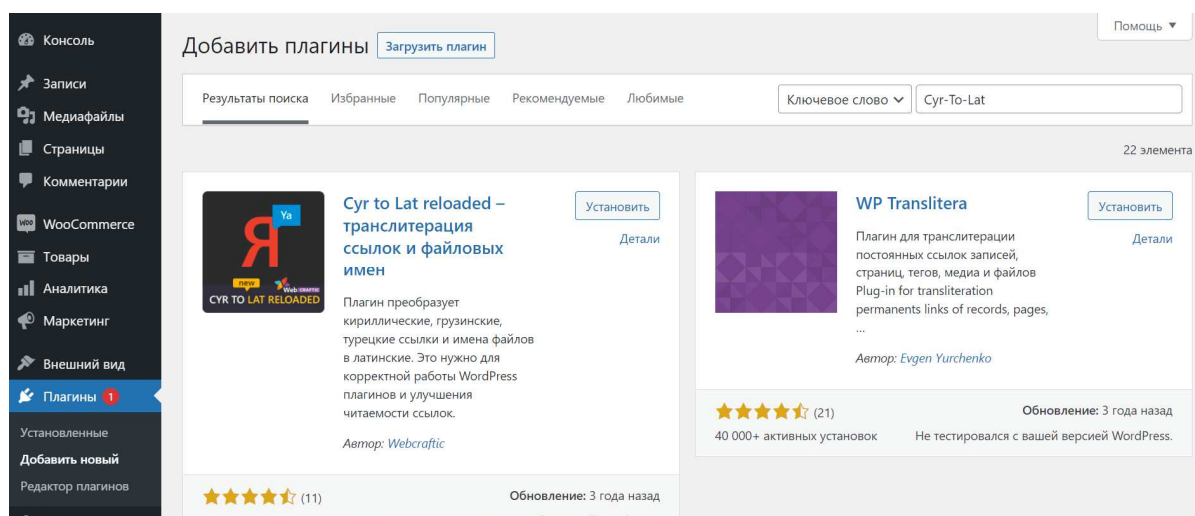 Помощь ▼
Консоль
Записи
Медиафайлы
Страницы
Комментарии
WooCommerce
Товары
Аналитика
Маркетинг
Внешний вид
Плагины 1
Установленные
Добавить новый
Редактор плагинов
Добавить плагины Загрузить плагин
Результаты поиска Избранные Популярные Рекомендуемые Любимые Ключевое слово Cyr-To-Lat
22 элемента
Я Ya
new Webcraftic
CYR TO LAT RELOADED
Cyr to Lat reloaded –
транслитерация
ссылок и файловых
имен
Установить
Детали
Плагин преобразует
кириллические, грузинские,
турецкие ссылки и имена файлов
в латинские. Это нужно для
корректной работы WordPress
плагинов и улучшения
читаемости ссылок.
Автор: Webcraftic
(11)
Обновление: 3 года назад
WP Translitera
Установить
Детали
Плагин для транслитерации
постоянных ссылок записей,
страниц, тегов, медиа и файлов
Plug-in for transliteration
permanents links of records, pages,
...
Автор: Evgen Yurchenko
(21)
Обновление: 3 года назад
40 000+ активных установок
Не тестировался с вашей версией WordPress.